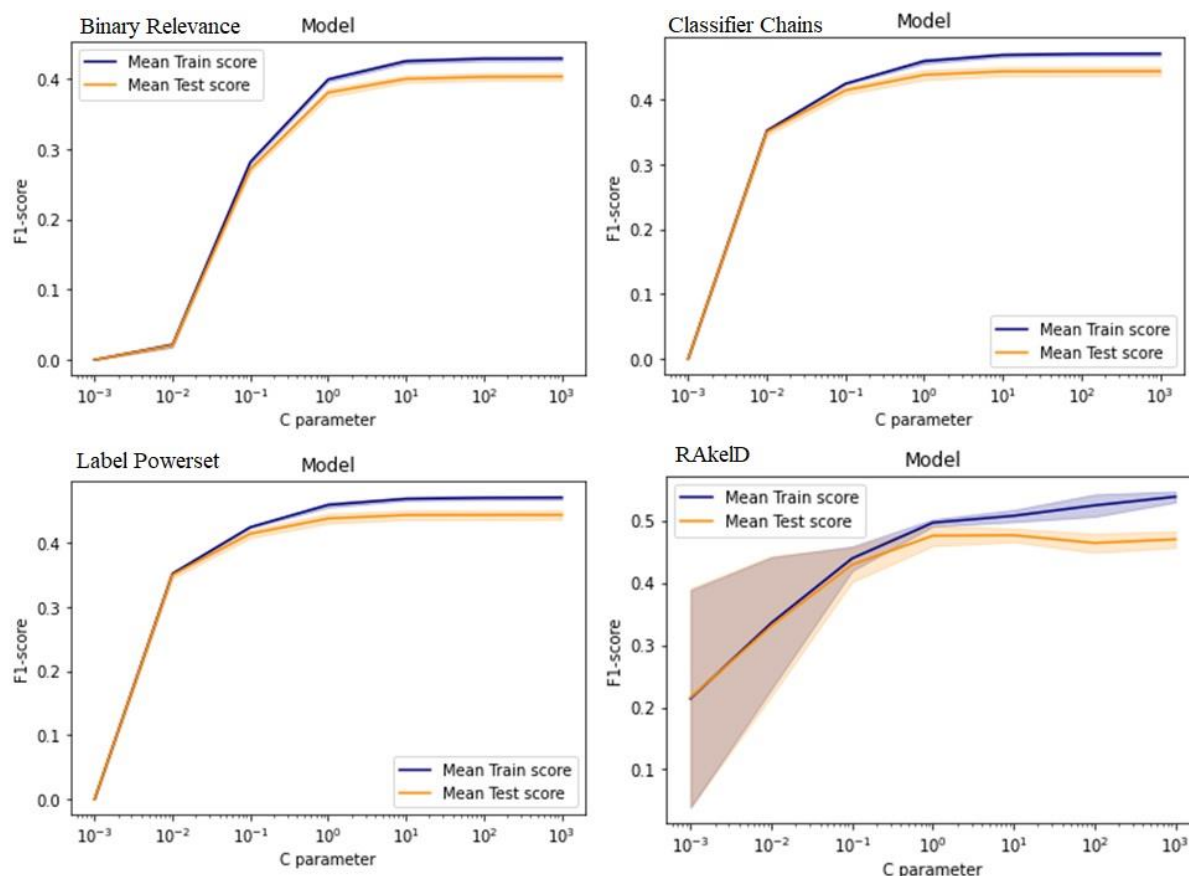 Binary Relevance
Model
Mean Train score
Mean Test score
F1-score
0.4
0.3
0.2
0.1
0.0
10⁻³ 10⁻² 10⁻¹ 10⁰ 10¹ 10² 10³
C parameter
Classifier Chains
Model
F1-score
0.4
0.3
0.2
0.1
0.0
Mean Train score
Mean Test score
10⁻³ 10⁻² 10⁻¹ 10⁰ 10¹ 10² 10³
C parameter
Label Powerset
Model
F1-score
0.4
0.3
0.2
0.1
0.0
Mean Train score
Mean Test score
10⁻³ 10⁻² 10⁻¹ 10⁰ 10¹ 10² 10³
C parameter
RAkelD
Model
Mean Train score
Mean Test score
F1-score
0.5
0.4
0.3
0.2
0.1
10⁻³ 10⁻² 10⁻¹ 10⁰ 10¹ 10² 10³
C parameter